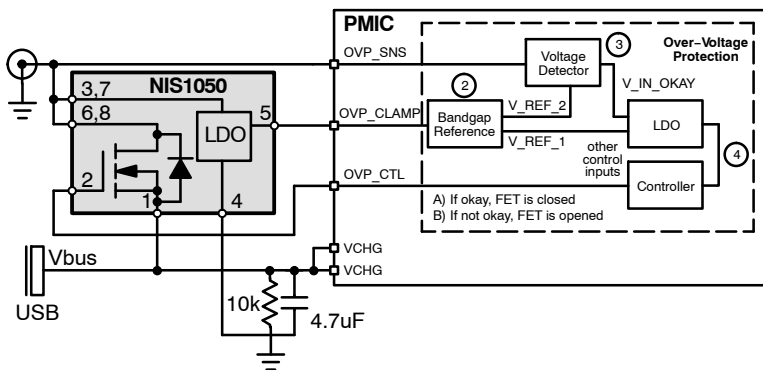 PMIC
OVP_SNS
Voltage
Detector
3
Over–Voltage
Protection
NIS1050
3,7
6,8
5
LDO
2
1
4
OVP_CLAMP
2
Bandgap
Reference
V_REF_2
V_REF_1
V_IN_OKAY
LDO
other
control
inputs
4
OVP_CTL
Controller
A) If okay, FET is closed
B) If not okay, FET is opened
VCHG
VCHG
Vbus
USB
10k
4.7uF